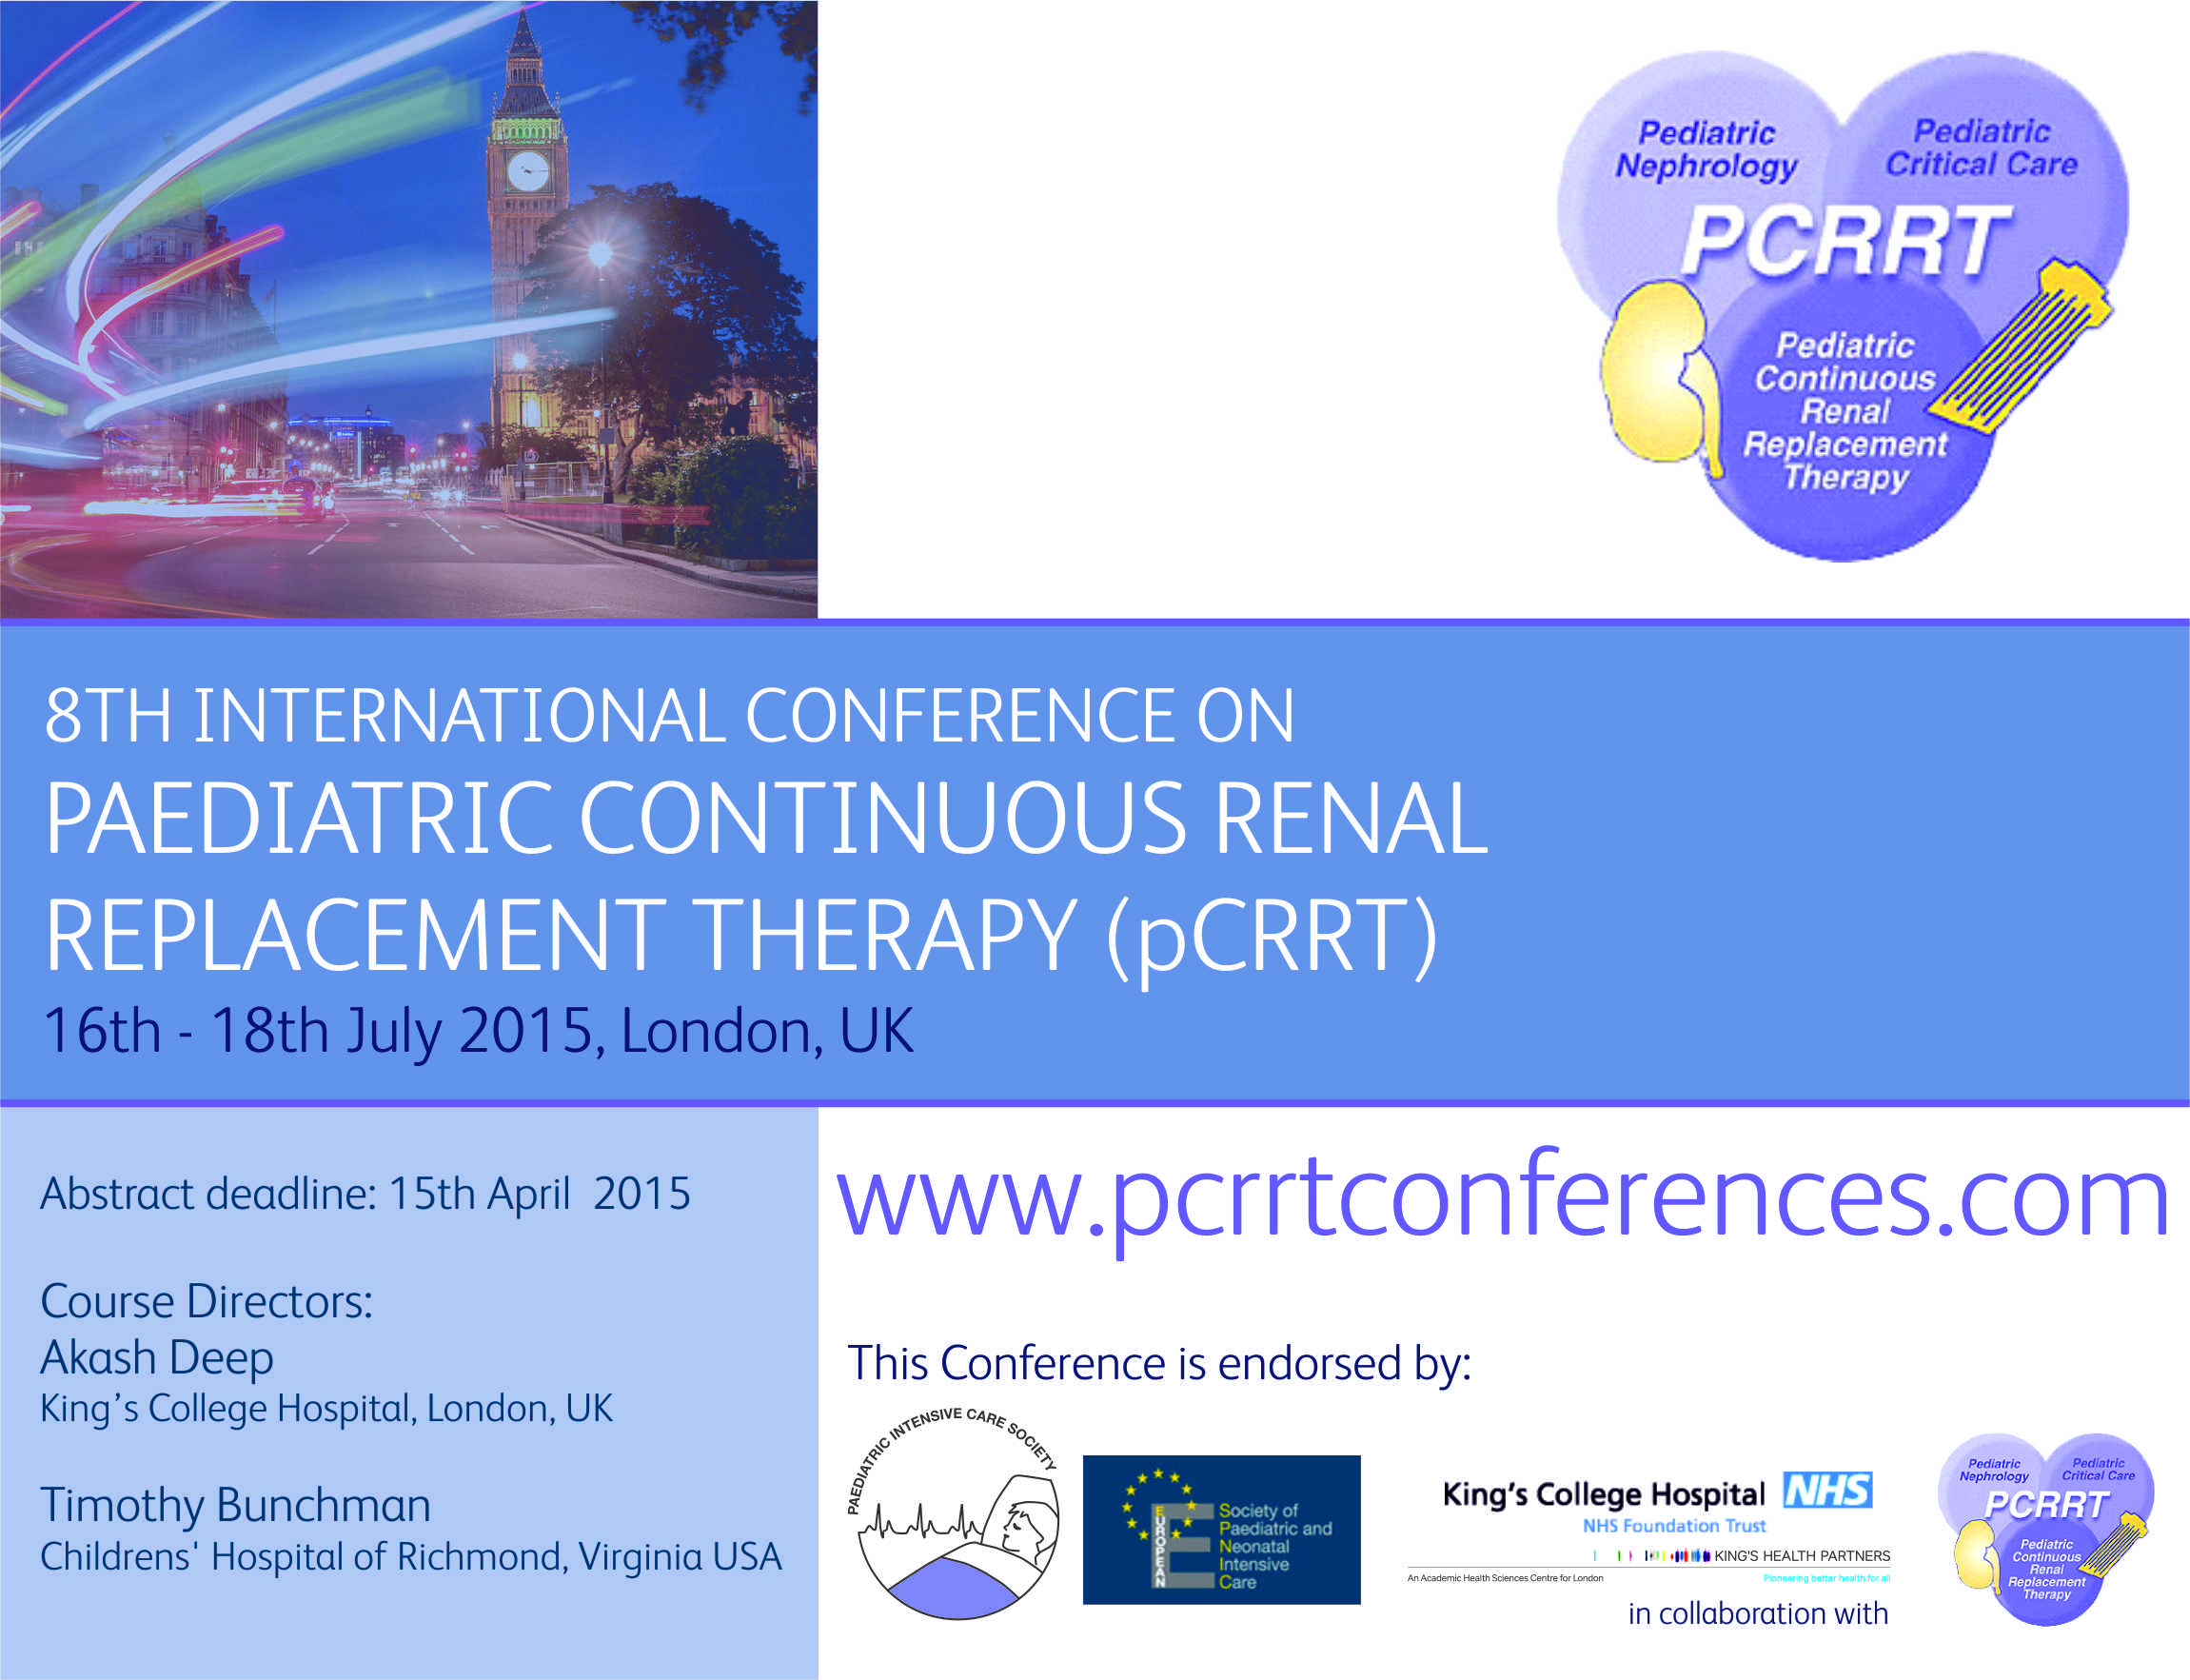 Pediatric
Nephrology
Pediatric
Critical Care
PCRRT
Pediatric
Continuous
Renal
Replacement
Therapy
8TH INTERNATIONAL CONFERENCE ON
PAEDIATRIC CONTINUOUS RENAL
REPLACEMENT THERAPY (pCRRT)
16th - 18th July 2015, London, UK
Abstract deadline: 15th April 2015
Course Directors:
Akash Deep
King’s College Hospital, London, UK
Timothy Bunchman
Childrens' Hospital of Richmond, Virginia USA
www.pcrrtconferences.com
This Conference is endorsed by:
PAEDIATRIC INTENSIVE CARE SOCIETY
EUROPEAN
Society of
Paediatric and
Neonatal
Intensive
Care
King’s College Hospital NHS
NHS Foundation Trust
KING'S HEALTH PARTNERS
An Academic Health Sciences Centre for London
Pioneering better health for all
in collaboration with
Pediatric
Nephrology
Pediatric
Critical Care
PCRRT
Pediatric
Continuous
Renal
Replacement
Therapy